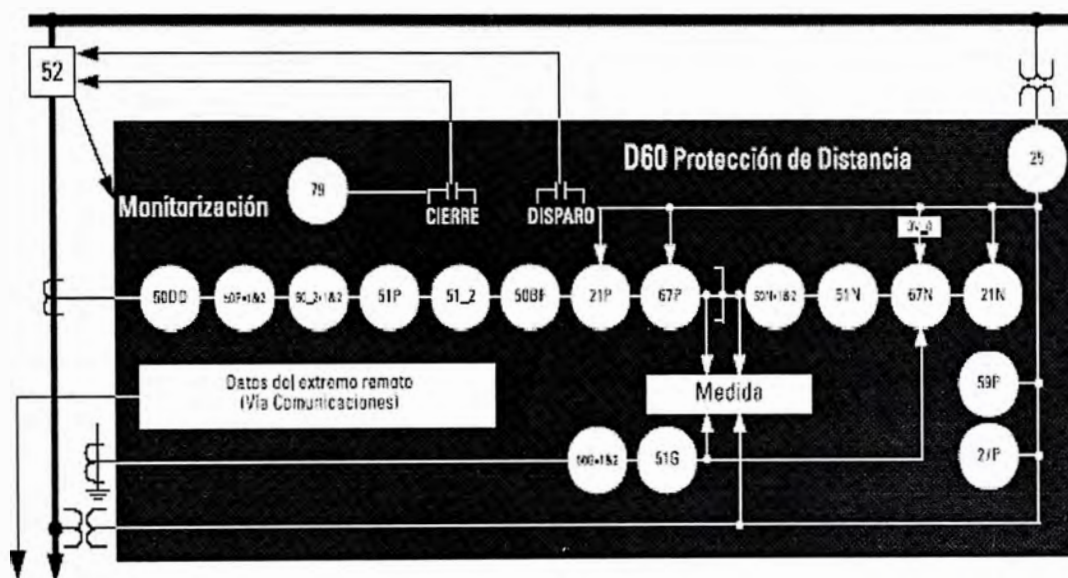 52
D60 Protección de Distancia
25
79
Monitorización
CIERRE
DISPARO
50DD
51P
51_2
50BF
21P
67P
51N
67N
21N
Datos del extremo remoto
(Vía Comunicaciones)
Medida
59P
27P
51G